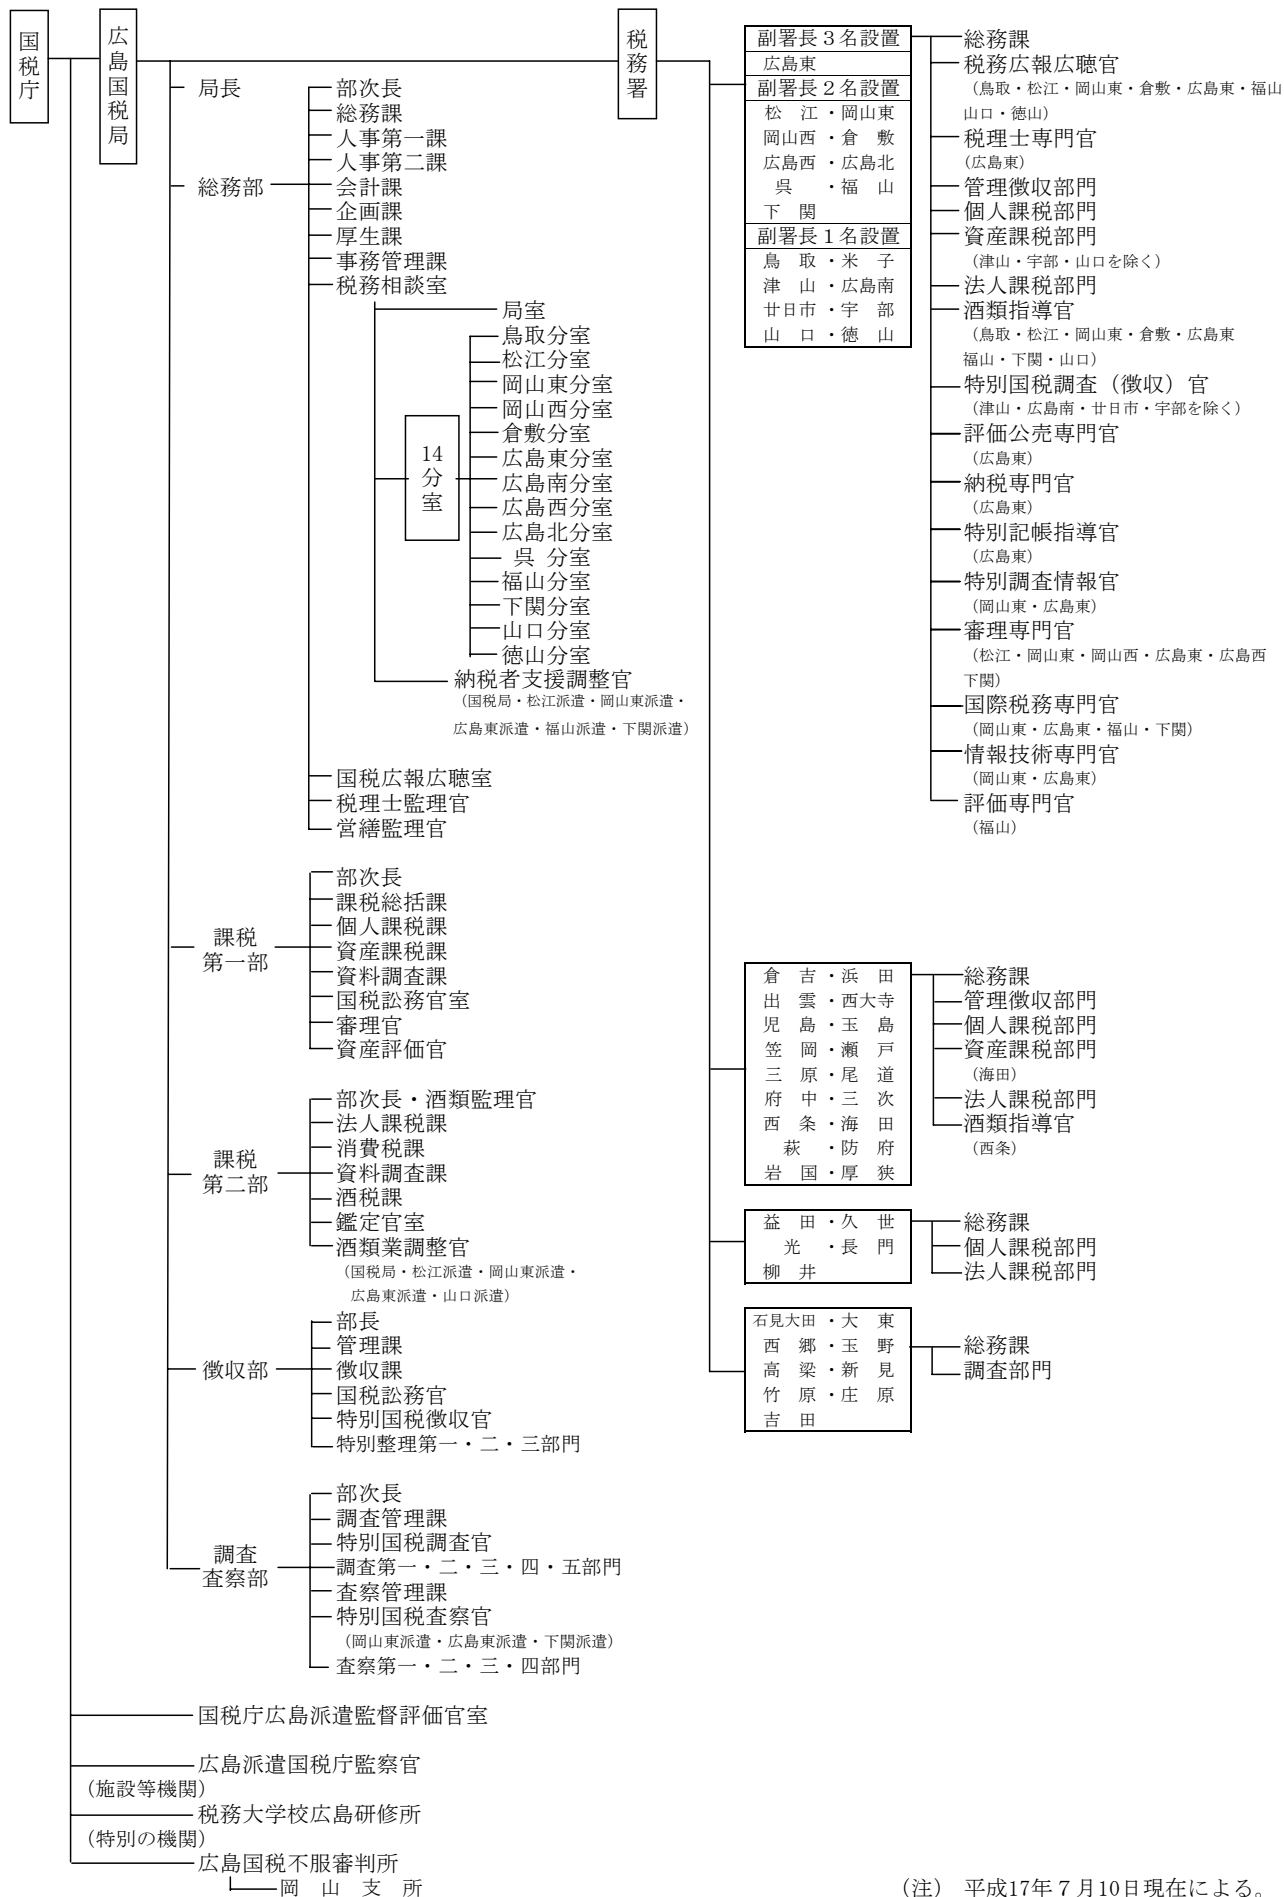 国税庁
広島国税局
局長
総務部
部次長
総務課
人事第一課
人事第二課
会計課
企画課
厚生課
事務管理課
税務相談室
局室
14分室
鳥取分室
松江分室
岡山東分室
岡山西分室
倉敷分室
広島東分室
広島南分室
広島西分室
広島北分室
呉 分室
福山分室
下関分室
山口分室
徳山分室
納税者支援調整官
(国税局・松江派遣・岡山東派遣・
広島東派遣・福山派遣・下関派遣)
国税広報広聴室
税理士監理官
営繕監理官
課税
第一部
部次長
課税総括課
個人課税課
資産課税課
資料調査課
国税訟務官室
審理官
資産評価官
課税
第二部
部次長・酒類監理官
法人課税課
消費税課
資料調査課
酒税課
鑑定官室
酒類業調整官
(国税局・松江派遣・岡山東派遣・
広島東派遣・山口派遣)
徴収部
部長
管理課
徴収課
国税訟務官
特別国税徴収官
特別整理第一・二・三部門
調査
査察部
部次長
調査管理課
特別国税調査官
調査第一・二・三・四・五部門
査察管理課
特別国税査察官
(岡山東派遣・広島東派遣・下関派遣)
査察第一・二・三・四部門
国税庁広島派遣監督評価官室
広島派遣国税庁監察官
(施設等機関)
税務大学校広島研修所
(特別の機関)
広島国税不服審判所
岡 山 支 所
税務署
副署長3名設置
広島東
副署長2名設置
松 江・岡山東
岡山西・倉 敷
広島西・広島北
呉 ・福 山
下 関
副署長1名設置
鳥 取・米 子
津 山・広島南
廿日市・宇 部
山 口・徳 山
総務課
税務広報広聴官
(鳥取・松江・岡山東・倉敷・広島東・福山
山口・徳山)
税理士専門官
(広島東)
管理徴収部門
個人課税部門
資産課税部門
(津山・宇部・山口を除く)
法人課税部門
酒類指導官
(鳥取・松江・岡山東・倉敷・広島東
福山・下関・山口)
特別国税調査(徴収)官
(津山・広島南・廿日市・宇部を除く)
評価公売専門官
(広島東)
納税専門官
(広島東)
特別記帳指導官
(広島東)
特別調査情報官
(岡山東・広島東)
審理専門官
(松江・岡山東・岡山西・広島東・広島西
下関)
国際税務専門官
(岡山東・広島東・福山・下関)
情報技術専門官
(岡山東・広島東)
評価専門官
(福山)
倉 吉・浜 田
出 雲・西大寺
児 島・玉 島
笠 岡・瀬 戸
三 原・尾 道
府 中・三 次
西 条・海 田
萩 ・防 府
岩 国・厚 狭
総務課
管理徴収部門
個人課税部門
資産課税部門
(海田)
法人課税部門
酒類指導官
(西条)
益 田・久 世
光 ・長 門
柳 井
総務課
個人課税部門
法人課税部門
石見大田・大 東
西 郷・玉 野
高 梁・新 見
竹 原・庄 原
吉 田
総務課
調査部門
(注) 平成17年7月10日現在による。